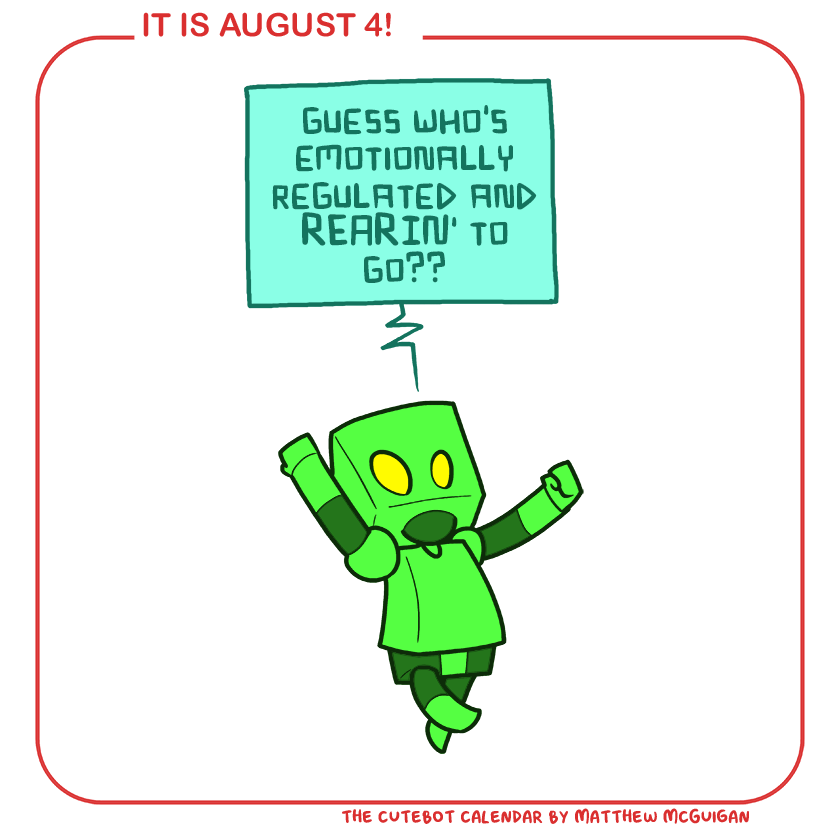 IT IS AUGUST 4!
GUESS WHO'S
EMOTIONALLY
REGULATED AND
REARIN' TO
GO??
THE CUTEBOT CALENDAR BY MATTHEW MCGUIGAN